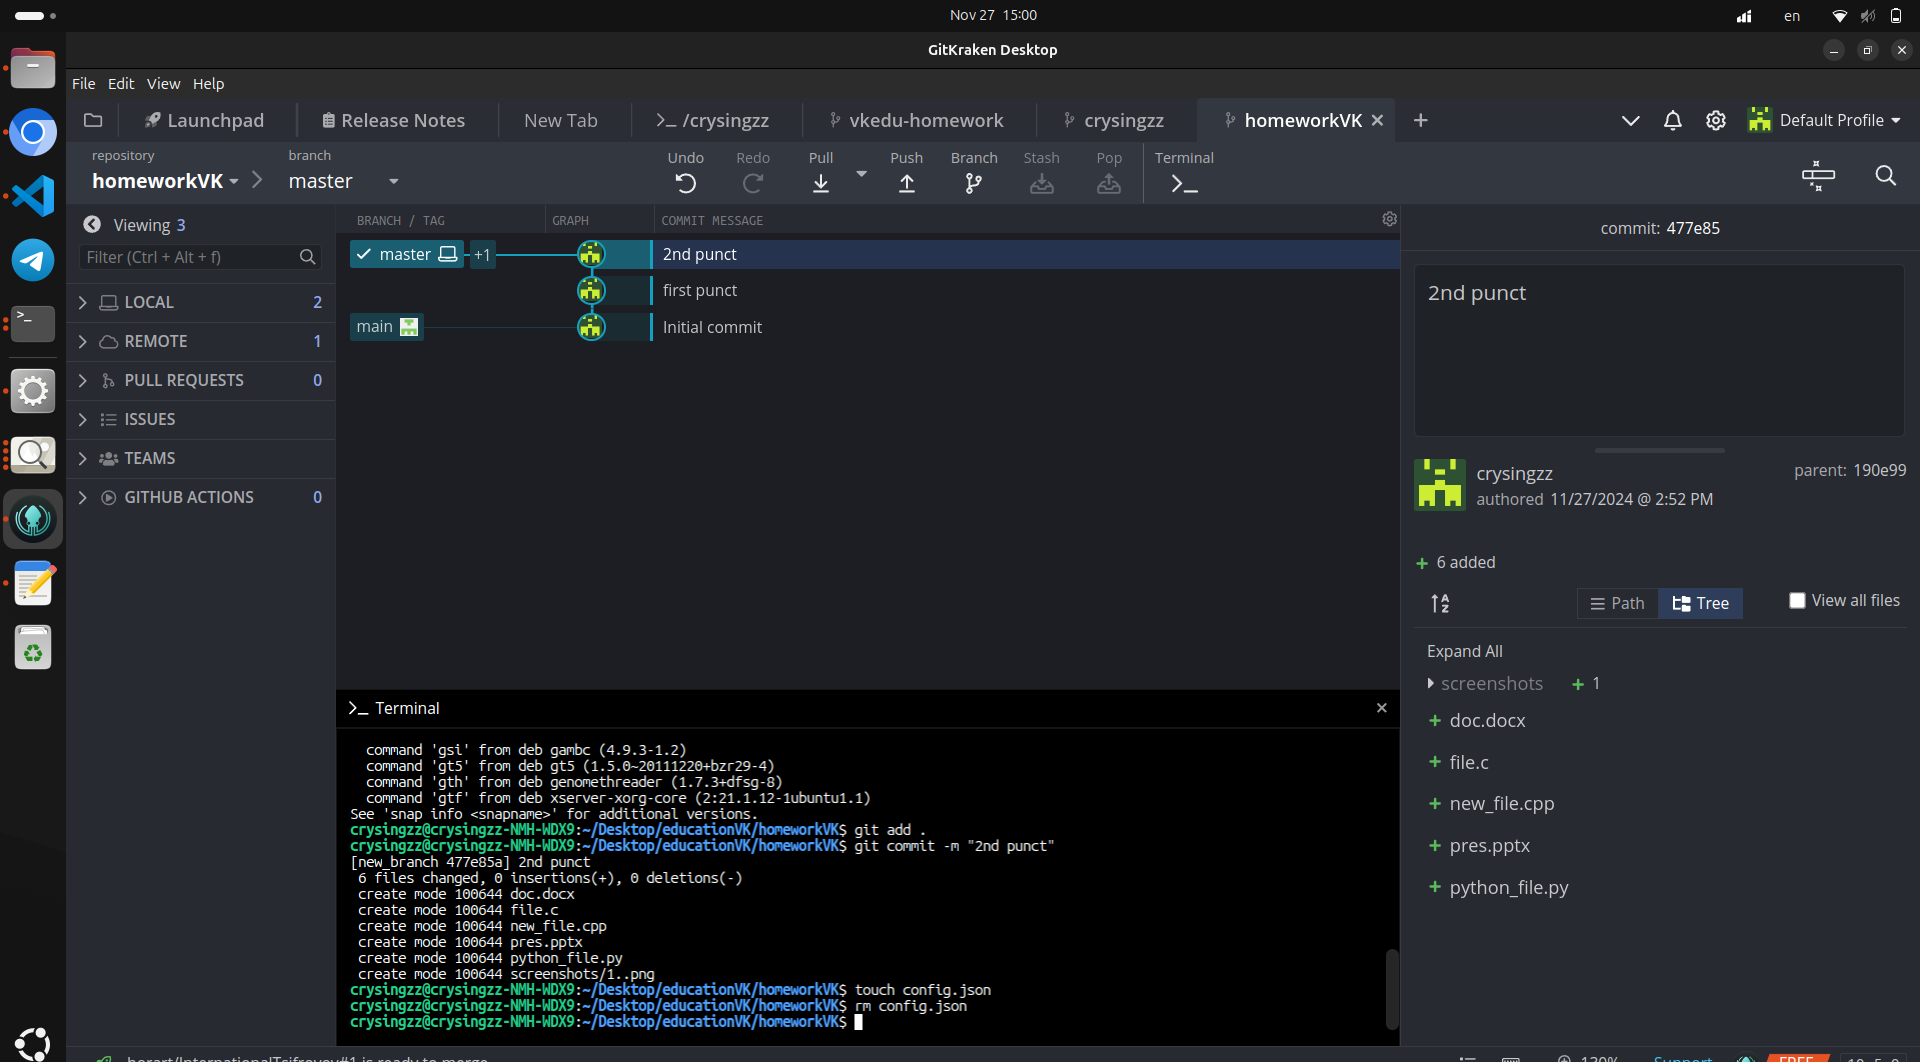 Nov 27 15:00
en
GitKraken Desktop
File Edit View Help
Launchpad
Release Notes
New Tab
/crysingzz
vkedu-homework
crysingzz
homeworkVK
Default Profile
repository
homeworkVK
branch
master
Undo
Redo
Pull
Push
Branch
Stash
Pop
Terminal
Viewing 3
Filter (Ctrl + Alt + f)
LOCAL 2
REMOTE 1
PULL REQUESTS 0
ISSUES
TEAMS
GITHUB ACTIONS 0
BRANCH / TAG GRAPH COMMIT MESSAGE
master +1 2nd punct
first punct
main Initial commit
Terminal
command 'gsi' from deb gambc (4.9.3-1.2)
command 'gt5' from deb gt5 (1.5.0~20111220+bzr29-4)
command 'gth' from deb genomethreader (1.7.3+dfsg-8)
command 'gtf' from deb xserver-xorg-core (2:21.1.12-1ubuntu1.1)
See 'snap info <snapname>' for additional versions.
crysingzz@crysingzz-NMH-WDX9:~/Desktop/educationVK/homeworkVK$ git add .
crysingzz@crysingzz-NMH-WDX9:~/Desktop/educationVK/homeworkVK$ git commit -m "2nd punct"
[new_branch 477e85a] 2nd punct
6 files changed, 0 insertions(+), 0 deletions(-)
create mode 100644 doc.docx
create mode 100644 file.c
create mode 100644 new_file.cpp
create mode 100644 pres.pptx
create mode 100644 python_file.py
create mode 100644 screenshots/1..png
crysingzz@crysingzz-NMH-WDX9:~/Desktop/educationVK/homeworkVK$ touch config.json
crysingzz@crysingzz-NMH-WDX9:~/Desktop/educationVK/homeworkVK$ rm config.json
crysingzz@crysingzz-NMH-WDX9:~/Desktop/educationVK/homeworkVK$
commit: 477e85
2nd punct
crysingzz
authored 11/27/2024 @ 2:52 PM
parent: 190e99
+ 6 added
Path
Tree
View all files
Expand All
screenshots + 1
+ doc.docx
+ file.c
+ new_file.cpp
+ pres.pptx
+ python_file.py
horart/InternationalTsifrovoy#1 is ready to merge
130%
Support
FREE